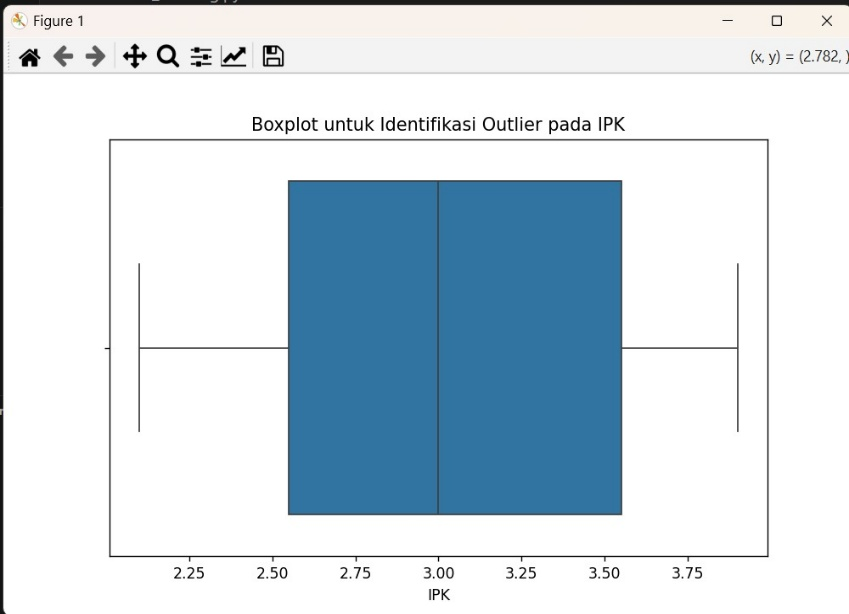 Figure 1
(x, y) = (2.782, )
Boxplot untuk Identifikasi Outlier pada IPK
2.25 2.50 2.75 3.00 3.25 3.50 3.75
IPK